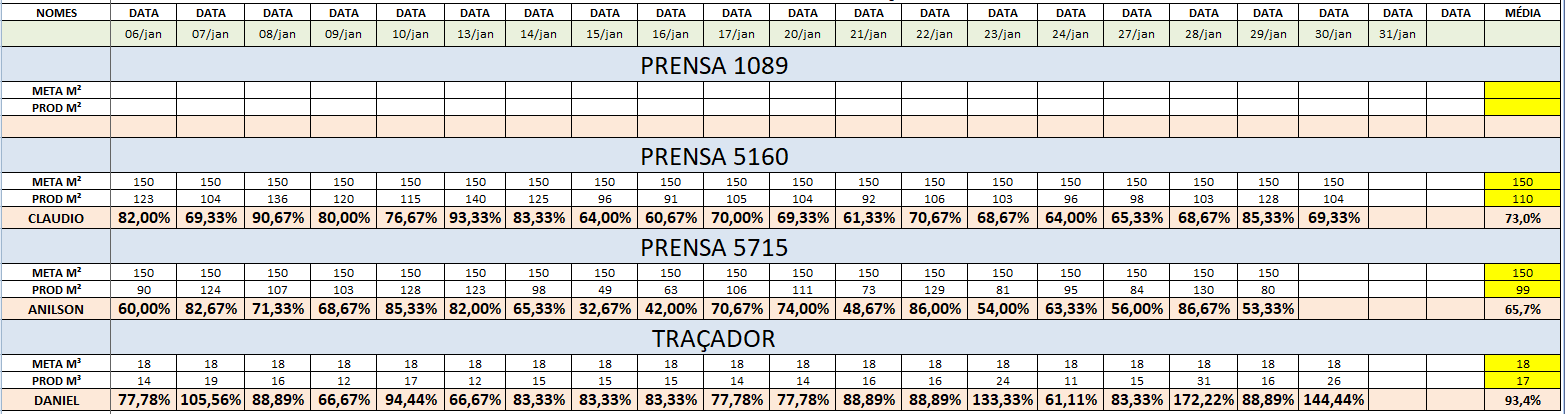 NOMES DATA DATA DATA DATA DATA DATA DATA DATA DATA DATA DATA DATA DATA DATA DATA DATA DATA DATA DATA DATA DATA MÉDIA
06/jan 07/jan 08/jan 09/jan 10/jan 13/jan 14/jan 15/jan 16/jan 17/jan 20/jan 21/jan 22/jan 23/jan 24/jan 27/jan 28/jan 29/jan 30/jan 31/jan
PRENSA 1089
META M²
PROD M²
PRENSA 5160
META M² 150 150 150 150 150 150 150 150 150 150 150 150 150 150 150 150 150 150 150 150
PROD M² 123 104 136 120 115 140 125 96 91 105 104 92 106 103 96 98 103 128 104 110
CLAUDIO 82,00% 69,33% 90,67% 80,00% 76,67% 93,33% 83,33% 64,00% 60,67% 70,00% 69,33% 61,33% 70,67% 68,67% 64,00% 65,33% 68,67% 85,33% 69,33% 73,0%
PRENSA 5715
META M² 150 150 150 150 150 150 150 150 150 150 150 150 150 150 150 150 150 150 150
PROD M² 90 124 107 103 128 123 98 49 63 106 111 73 129 81 95 84 130 80 99
ANILSON 60,00% 82,67% 71,33% 68,67% 85,33% 82,00% 65,33% 32,67% 42,00% 70,67% 74,00% 48,67% 86,00% 54,00% 63,33% 56,00% 86,67% 53,33% 65,7%
TRAÇADOR
META M³ 18 18 18 18 18 18 18 18 18 18 18 18 18 18 18 18 18 18 18 18
PROD M³ 14 19 16 12 17 12 15 15 15 14 14 16 16 24 11 15 31 16 26 17
DANIEL 77,78% 105,56% 88,89% 66,67% 94,44% 66,67% 83,33% 83,33% 83,33% 77,78% 77,78% 88,89% 88,89% 133,33% 61,11% 83,33% 172,22% 88,89% 144,44% 93,4%